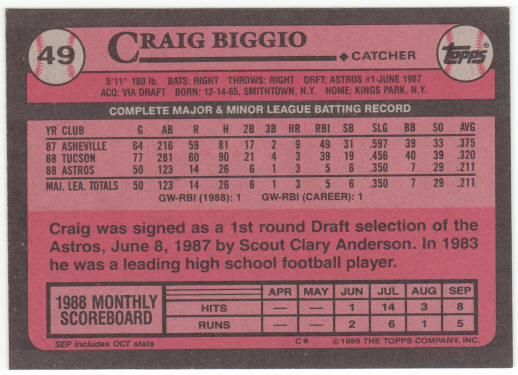 49
CRAIG BIGGIO
CATCHER
TOPPS®
5'11" 180 lb. BATS: RIGHT THROWS: RIGHT DRFT: ASTROS #1-JUNE 1987
ACQ: VIA DRAFT BORN: 12-14-65, SMITHTOWN, N.Y. HOME: KINGS PARK, N.Y.
COMPLETE MAJOR & MINOR LEAGUE BATTING RECORD
YR CLUB G AB R H 2B 3B HR RBI SB SLG BB SO AVG
87 ASHEVILLE 64 216 59 81 17 2 9 49 31 .597 39 33 .375
88 TUCSON 77 281 60 90 21 4 3 39 19 .456 40 39 .320
88 ASTROS 50 123 14 26 6 1 3 5 6 .350 7 29 .211
MAJ. LEA. TOTALS 50 123 14 26 6 1 3 5 6 .350 7 29 .211
GW-RBI (1988): 1 GW-RBI (CAREER): 1
Craig was signed as a 1st round Draft selection of the
Astros, June 8, 1987 by Scout Clary Anderson. In 1983
he was a leading high school football player.
1988 MONTHLY SCOREBOARD
APR MAY JUN JUL AUG SEP
HITS — — 1 14 3 8
RUNS — — 2 6 1 5
SEP includes OCT stats
C* ©1989 THE TOPPS COMPANY, INC.